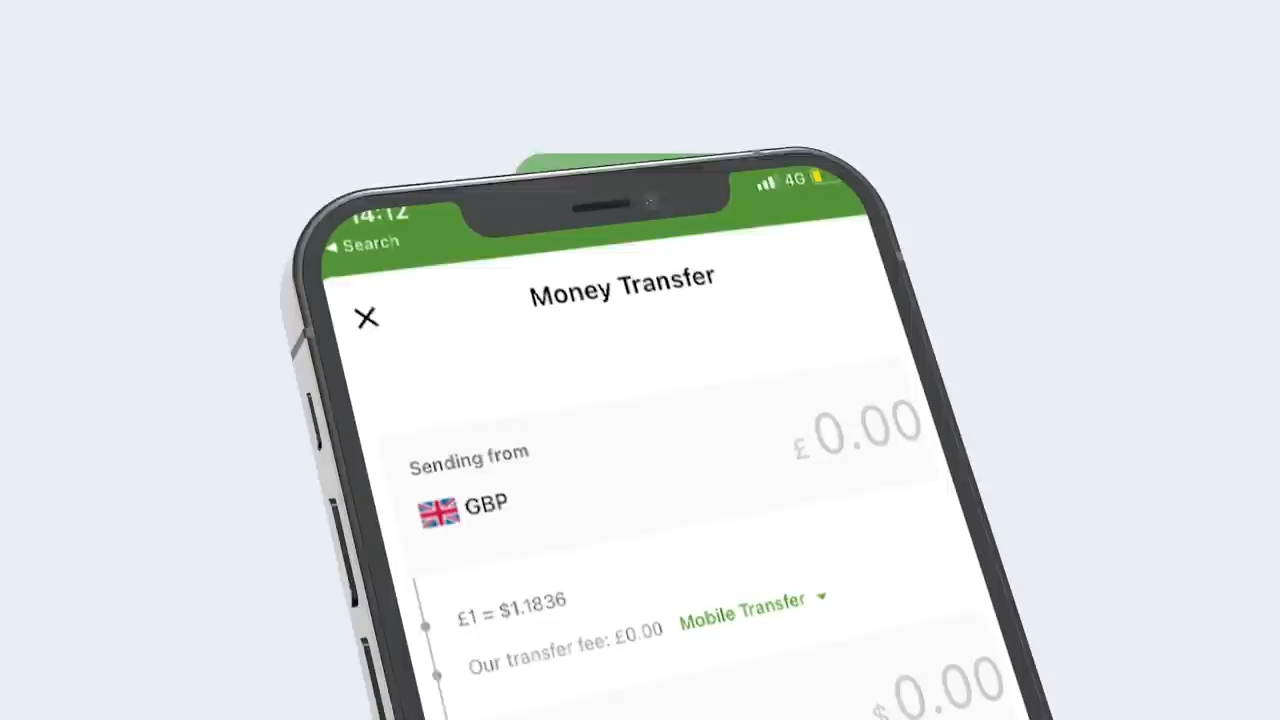 14:12
4G
◀ Search
Money Transfer
Sending from
£ 0.00
GBP
£1 = $1.1836
Our transfer fee: £0.00 Mobile Transfer
$ 0.00